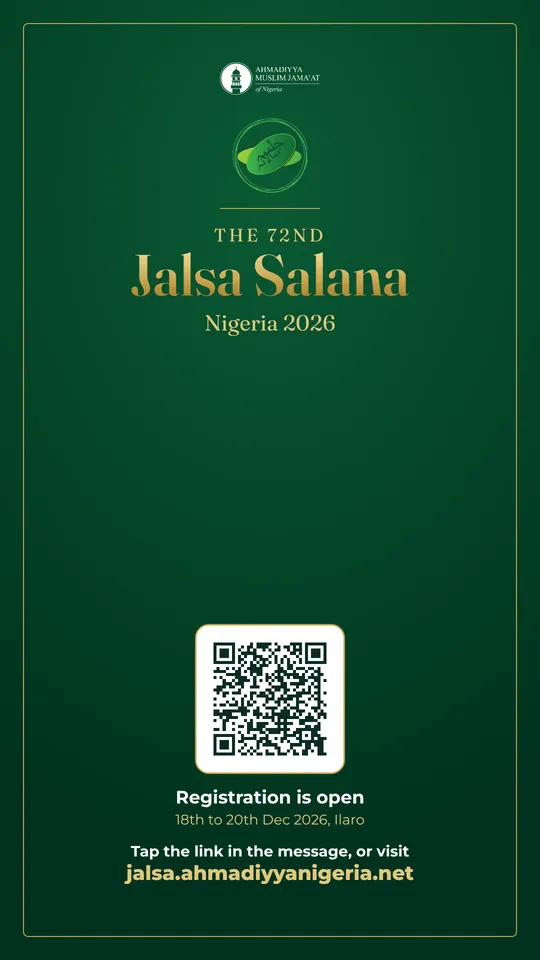 AHMADIYYA
MUSLIM JAMA'AT
of Nigeria
THE 72ND
Jalsa Salana
Nigeria 2026
Registration is open
18th to 20th Dec 2026, Ilaro
Tap the link in the message, or visit
jalsa.ahmadiyyanigeria.net